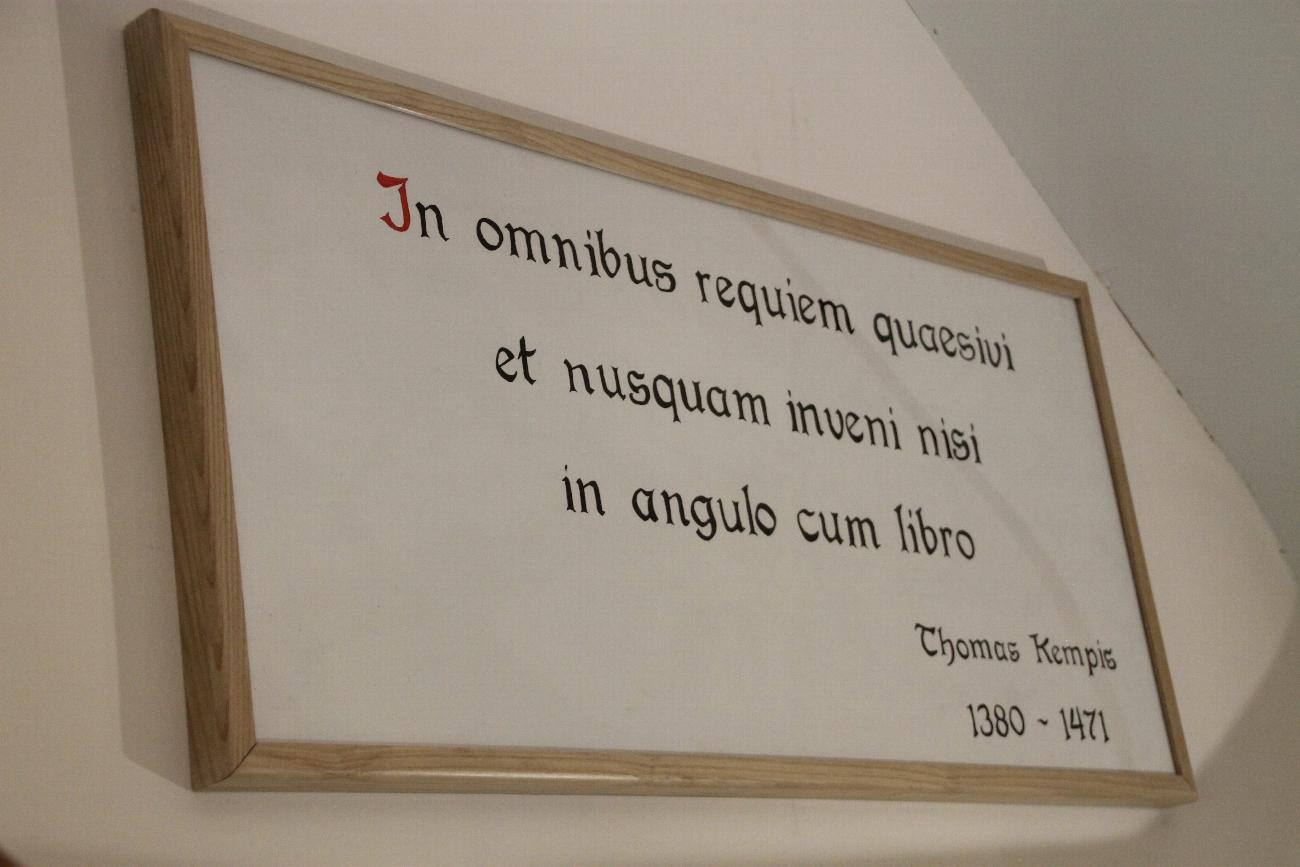 In omnibus requiem quaesivi
et nusquam inveni nisi
in angulo cum libro
Thomas Kempis
1380 ~ 1471